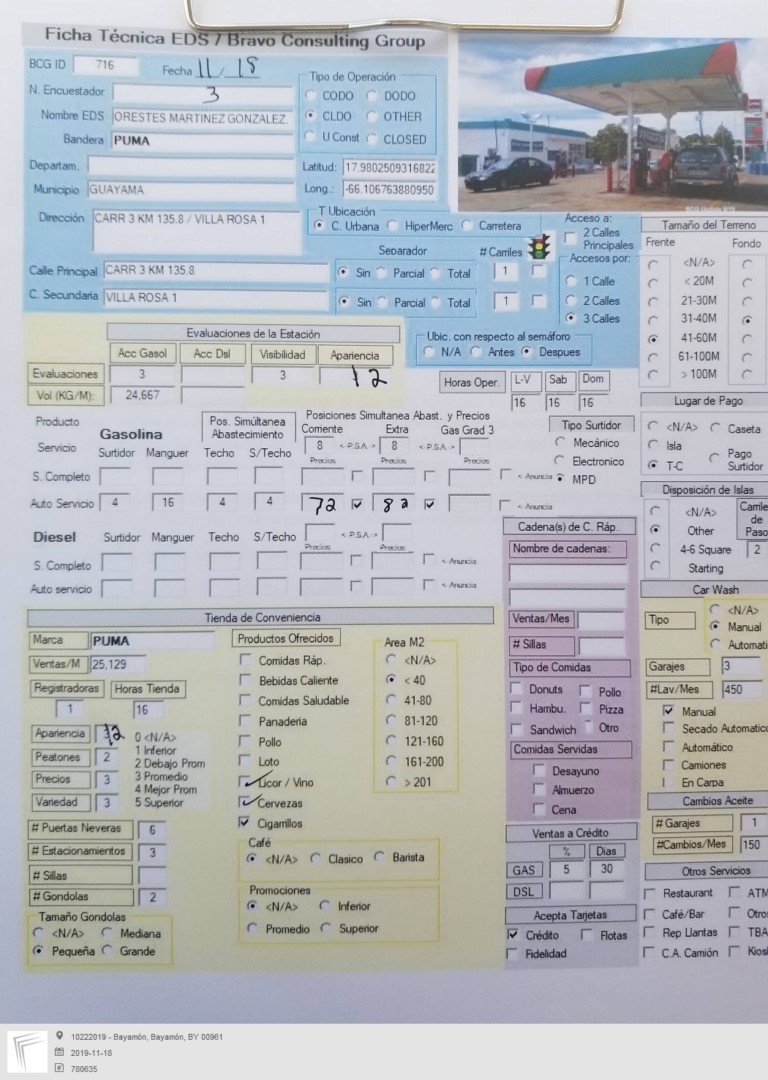 Ficha Técnica EDS / Bravo Consulting Group
BCG ID 716 Fecha 11/18
N. Encuestador 3
Nombre EDS ORESTES MARTINEZ GONZALEZ.
Bandera PUMA
Tipo de Operación
CODO DODO
CLDO OTHER
U Const CLOSED
Departam. Latitud: 17.9802509316822
Municipio GUAYAMA Long.: -66.106763880950
Dirección CARR 3 KM 135.8 / VILLA ROSA 1
T Ubicación
C. Urbana HiperMerc Carretera
Separador # Carriles
Calle Principal CARR 3 KM 135.8 Sin Parcial Total 1
C. Secundaria VILLA ROSA 1 Sin Parcial Total 1
Acceso a:
2 Calles
Principales
Accesos por:
1 Calle
2 Calles
3 Calles
Tamaño del Terreno
Frente Fondo
<N/A>
< 20M
21-30M
31-40M
41-60M
61-100M
> 100M
Evaluaciones de la Estación
Acc Gasol Acc Dsl Visibilidad Apariencia
Evaluaciones 3 3 2
Vol (KG/M): 24,667
Ubic. con respecto al semáforo
N/A Antes Despues
Horas Oper. L-V Sab Dom
16 16 16
Lugar de Pago
<N/A> Caseta
Isla
T-C Pago
Surtidor
Producto
Servicio
Gasolina
Surtidor Manguer
Pos. Simúltanea
Abastecimiento
Techo S/Techo
Posiciones Simultanea Abast. y Precios
Corriente Extra Gas Grad 3
8 <-P.S.A-> 8 <-P.S.A->
Precios Precios Precios
S. Completo <- Anuncia
Auto Servicio 4 16 4 4 72 82 <- Anuncia
Tipo Surtidor
Mecánico
Electronico
MPD
Disposición de Islas
<N/A>
Other
4-6 Square
Starting
de
Paso
2
Diesel Surtidor Manguer Techo S/Techo <-P.S.A->
Precios Precios
S. Completo <- Anuncia
Auto servicio <- Anuncia
Cadena(s) de C. Ráp.
Nombre de cadenas:
Ventas/Mes
# Sillas
Tipo de Comidas
Donuts Pollo
Hambu. Pizza
Sandwich Otro
Comidas Servidas
Desayuno
Almuerzo
Cena
Car Wash
Tipo <N/A>
Manual
Automati
Garajes 3
#Lav/Mes 450
Manual
Secado Automatico
Automático
Camiones
En Carpa
Cambios Aceite
# Garajes 1
#Cambios/Mes 150
Tienda de Conveniencia
Marca PUMA
Ventas/M 25,129
Registradoras Horas Tienda
1 16
Apariencia 2
Peatones 2
Precios 3
Variedad 3
0 <N/A>
1 Inferior
2 Debajo Prom
3 Promedio
4 Mejor Prom
5 Superior
# Puertas Neveras 6
# Estacionamientos 3
# Sillas
# Gondolas 2
Tamaño Gondolas
<N/A> Mediana
Pequeña Grande
Productos Ofrecidos
Comidas Ráp.
Bebidas Caliente
Comidas Saludable
Panaderia
Pollo
Loto
Licor / Vino
Cervezas
Cigarrillos
Area M2
<N/A>
< 40
41-80
81-120
121-160
161-200
> 201
Café
<N/A> Clasico Barista
Promociones
<N/A> Inferior
Promedio Superior
Ventas a Crédito
% Dias
GAS 5 30
DSL
Acepta Tarjetas
Crédito Flotas
Fidelidad
Otros Servicios
Restaurant ATM
Café/Bar Otros
Rep Llantas TBA
C.A. Camión Kiosk
10222019 - Bayamón, Bayamón, BY 00961
2019-11-18
780635